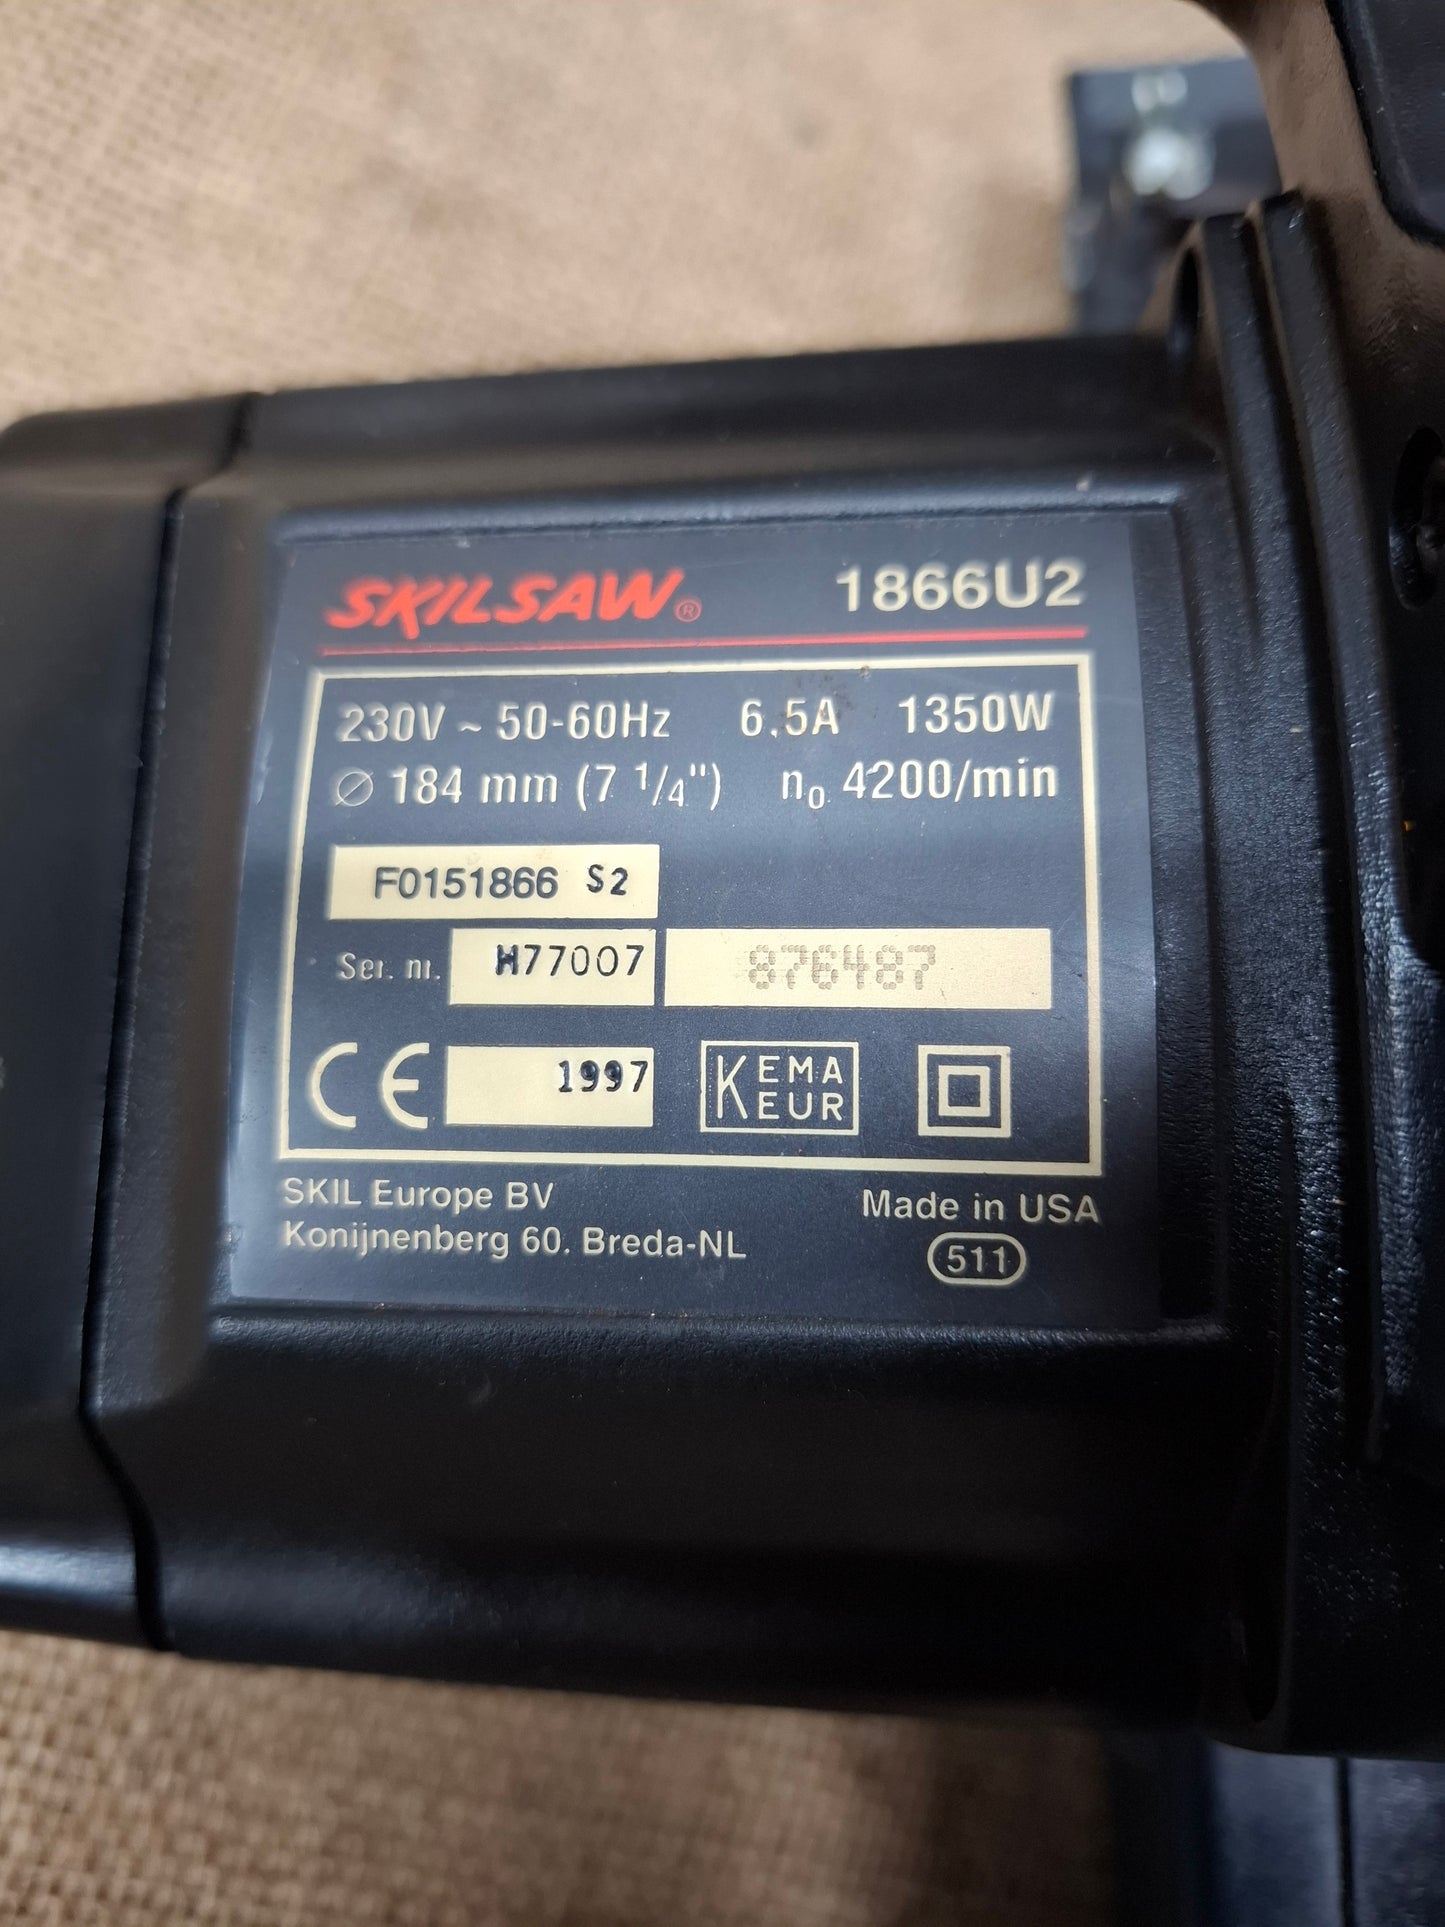 SKILSAW® 1866U2
230V ~ 50-60Hz 6.5A 1350W
⌀ 184 mm (7 1/4") n₀ 4200/min
F0151866 S2
Ser. nr. H77007 876487
CE 1997 KEMA EUR
SKIL Europe BV Made in USA
Konijnenberg 60. Breda-NL 511